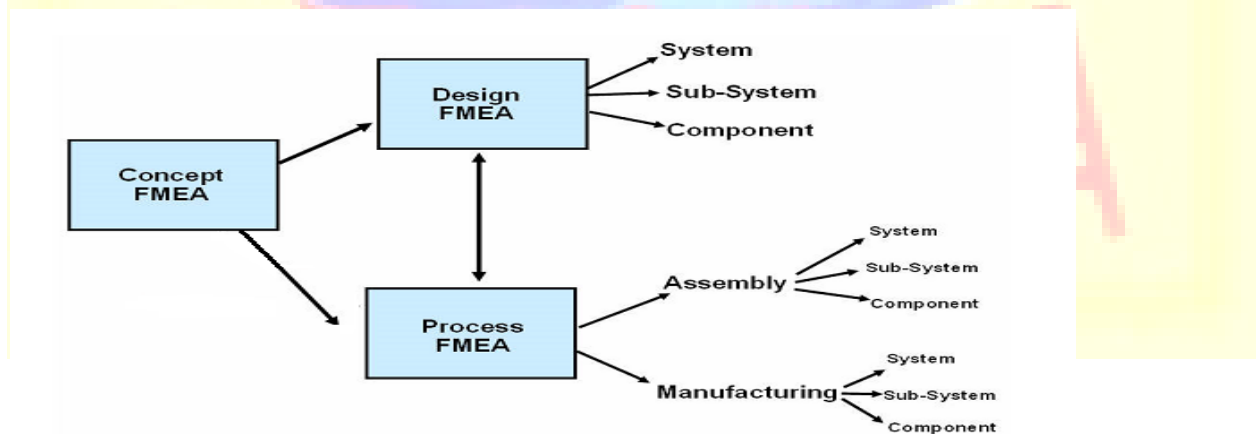 System
Design
FMEA
Sub-System
Component
Concept
FMEA
System
Sub-System
Assembly
Component
Process
FMEA
System
Manufacturing
Sub-System
Component